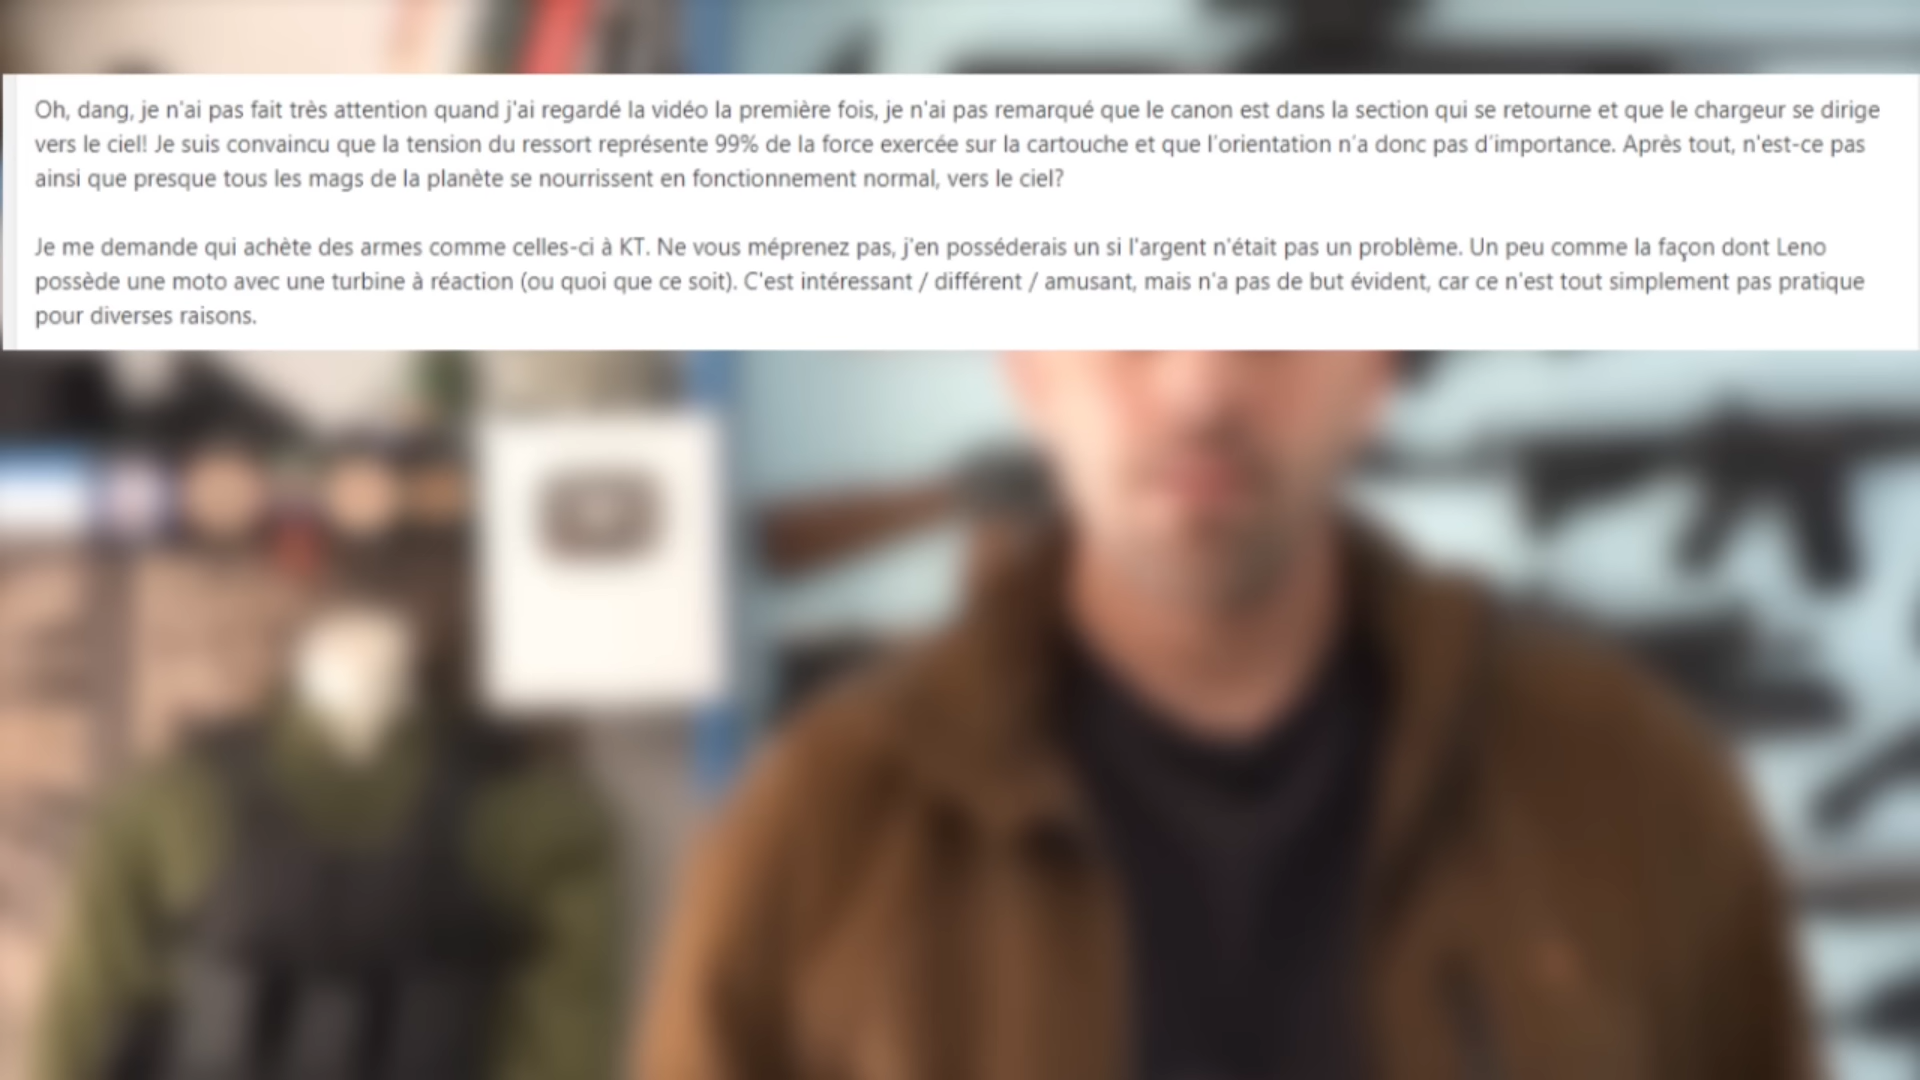 Oh, dang, je n'ai pas fait très attention quand j'ai regardé la vidéo la première fois, je n'ai pas remarqué que le canon est dans la section qui se retourne et que le chargeur se dirige
vers le ciel! Je suis convaincu que la tension du ressort représente 99% de la force exercée sur la cartouche et que l'orientation n'a donc pas d'importance. Après tout, n'est-ce pas
ainsi que presque tous les mags de la planète se nourrissent en fonctionnement normal, vers le ciel?
Je me demande qui achète des armes comme celles-ci à KT. Ne vous méprenez pas, j'en posséderais un si l'argent n'était pas un problème. Un peu comme la façon dont Leno
possède une moto avec une turbine à réaction (ou quoi que ce soit). C'est intéressant / différent / amusant, mais n'a pas de but évident, car ce n'est tout simplement pas pratique
pour diverses raisons.